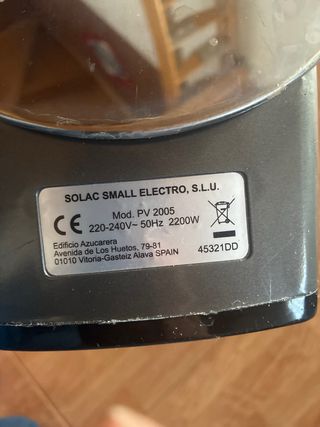 SOLAC SMALL ELECTRO, S.L.U.
CE
Mod. PV 2005
220-240V~ 50Hz 2200W
Edificio Azucarera
Avenida de Los Huetos, 79-81
01010 Vitoria-Gasteiz Alava SPAIN
45321DD